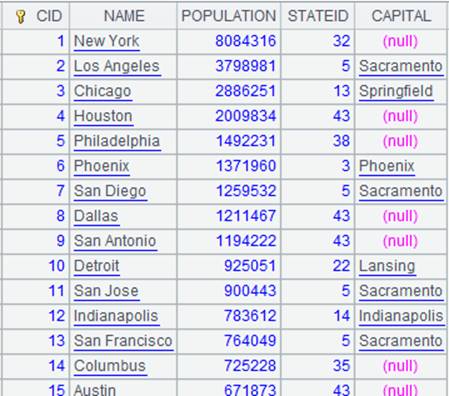 CID NAME POPULATION STATEID CAPITAL
1 New York 8084316 32 (null)
2 Los Angeles 3798981 5 Sacramento
3 Chicago 2886251 13 Springfield
4 Houston 2009834 43 (null)
5 Philadelphia 1492231 38 (null)
6 Phoenix 1371960 3 Phoenix
7 San Diego 1259532 5 Sacramento
8 Dallas 1211467 43 (null)
9 San Antonio 1194222 43 (null)
10 Detroit 925051 22 Lansing
11 San Jose 900443 5 Sacramento
12 Indianapolis 783612 14 Indianapolis
13 San Francisco 764049 5 Sacramento
14 Columbus 725228 35 (null)
15 Austin 671873 43 (null)